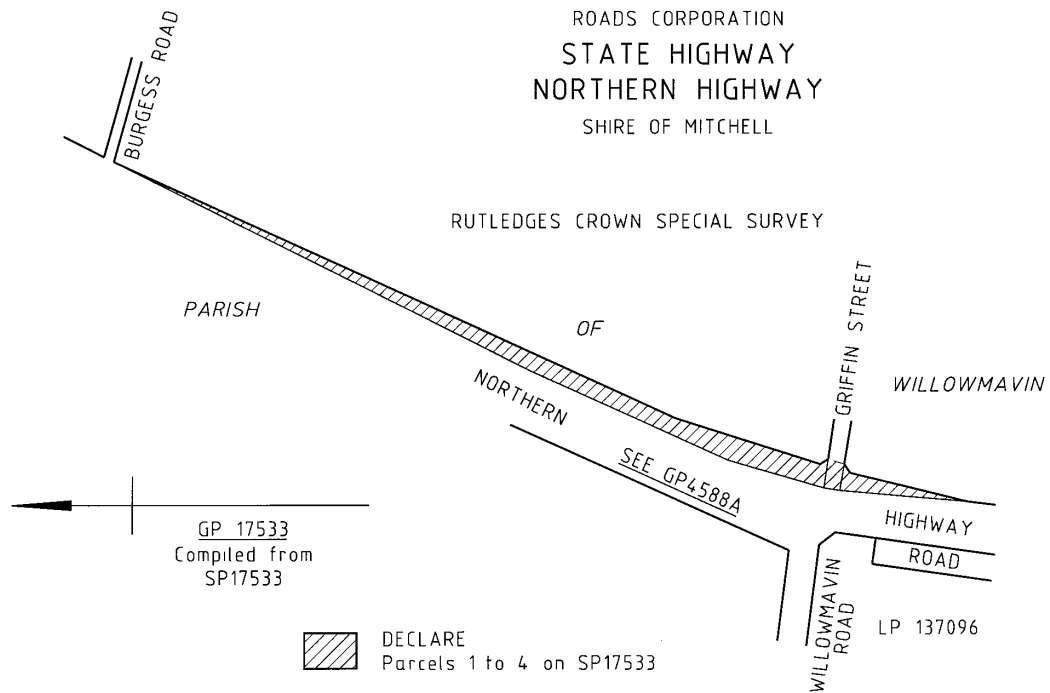 ROADS CORPORATION
STATE HIGHWAY
NORTHERN HIGHWAY
SHIRE OF MITCHELL
BURGESS ROAD
RUTLEDGES CROWN SPECIAL SURVEY
PARISH
OF
WILLOWMAVIN
GRIFFIN STREET
NORTHERN
SEE GP4588A
HIGHWAY
ROAD
GP 17533
Compiled from
SP17533
WILLOWMAVIN
ROAD
LP 137096
DECLARE
Parcels 1 to 4 on SP17533